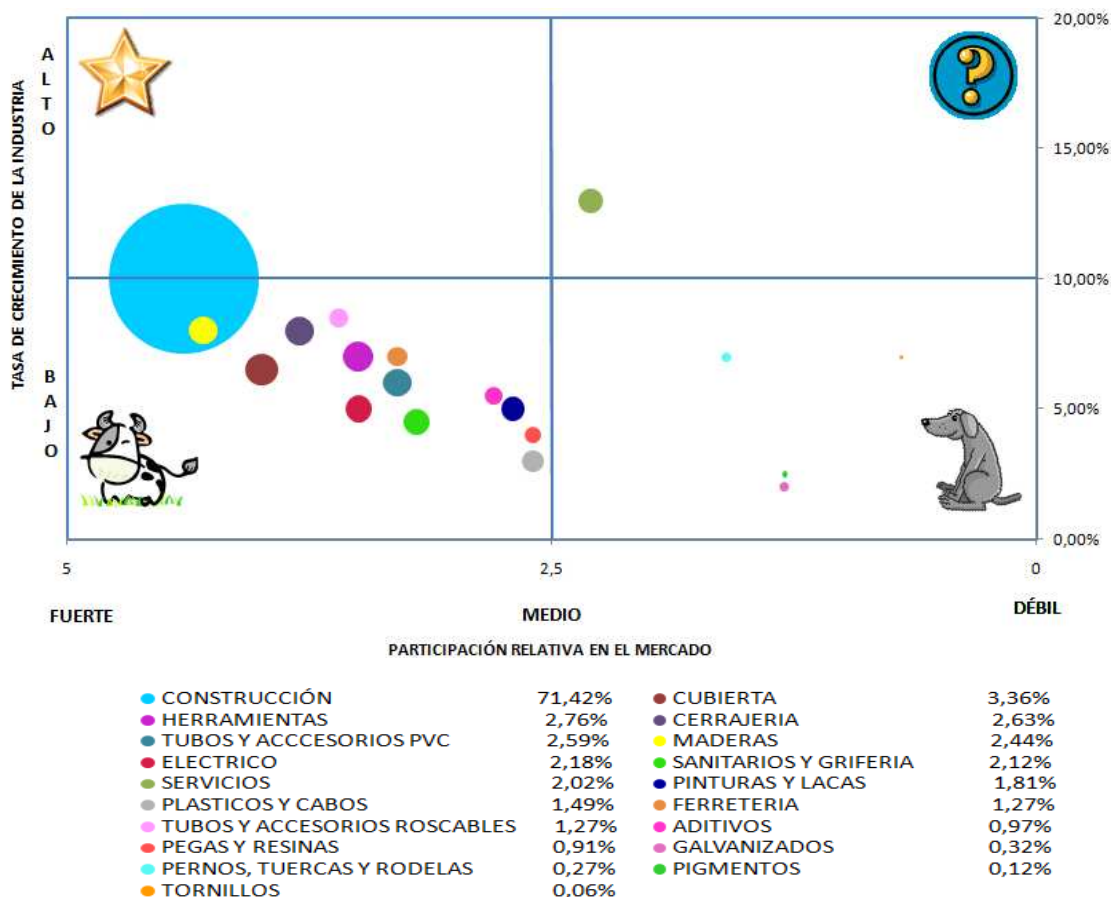 TASA DE CRECIMIENTO DE LA INDUSTRIA
ALTO
BAJO
?
20,00%
15,00%
10,00%
5,00%
0,00%
5
2,5
0
FUERTE
MEDIO
DÉBIL
PARTICIPACIÓN RELATIVA EN EL MERCADO
CONSTRUCCIÓN 71,42% CUBIERTA 3,36%
HERRAMIENTAS 2,76% CERRAJERIA 2,63%
TUBOS Y ACCCESORIOS PVC 2,59% MADERAS 2,44%
ELECTRICO 2,18% SANITARIOS Y GRIFERIA 2,12%
SERVICIOS 2,02% PINTURAS Y LACAS 1,81%
PLASTICOS Y CABOS 1,49% FERRETERIA 1,27%
TUBOS Y ACCESORIOS ROSCABLES 1,27% ADITIVOS 0,97%
PEGAS Y RESINAS 0,91% GALVANIZADOS 0,32%
PERNOS, TUERCAS Y RODELAS 0,27% PIGMENTOS 0,12%
TORNILLOS 0,06%